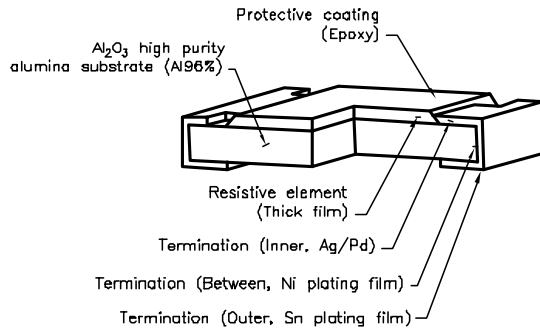 Protective coating
(Epoxy)
Al2O3 high purity
alumina substrate (Al96%)
Resistive element
(Thick film)
Termination (Inner, Ag/Pd)
Termination (Between, Ni plating film)
Termination (Outer, Sn plating film)